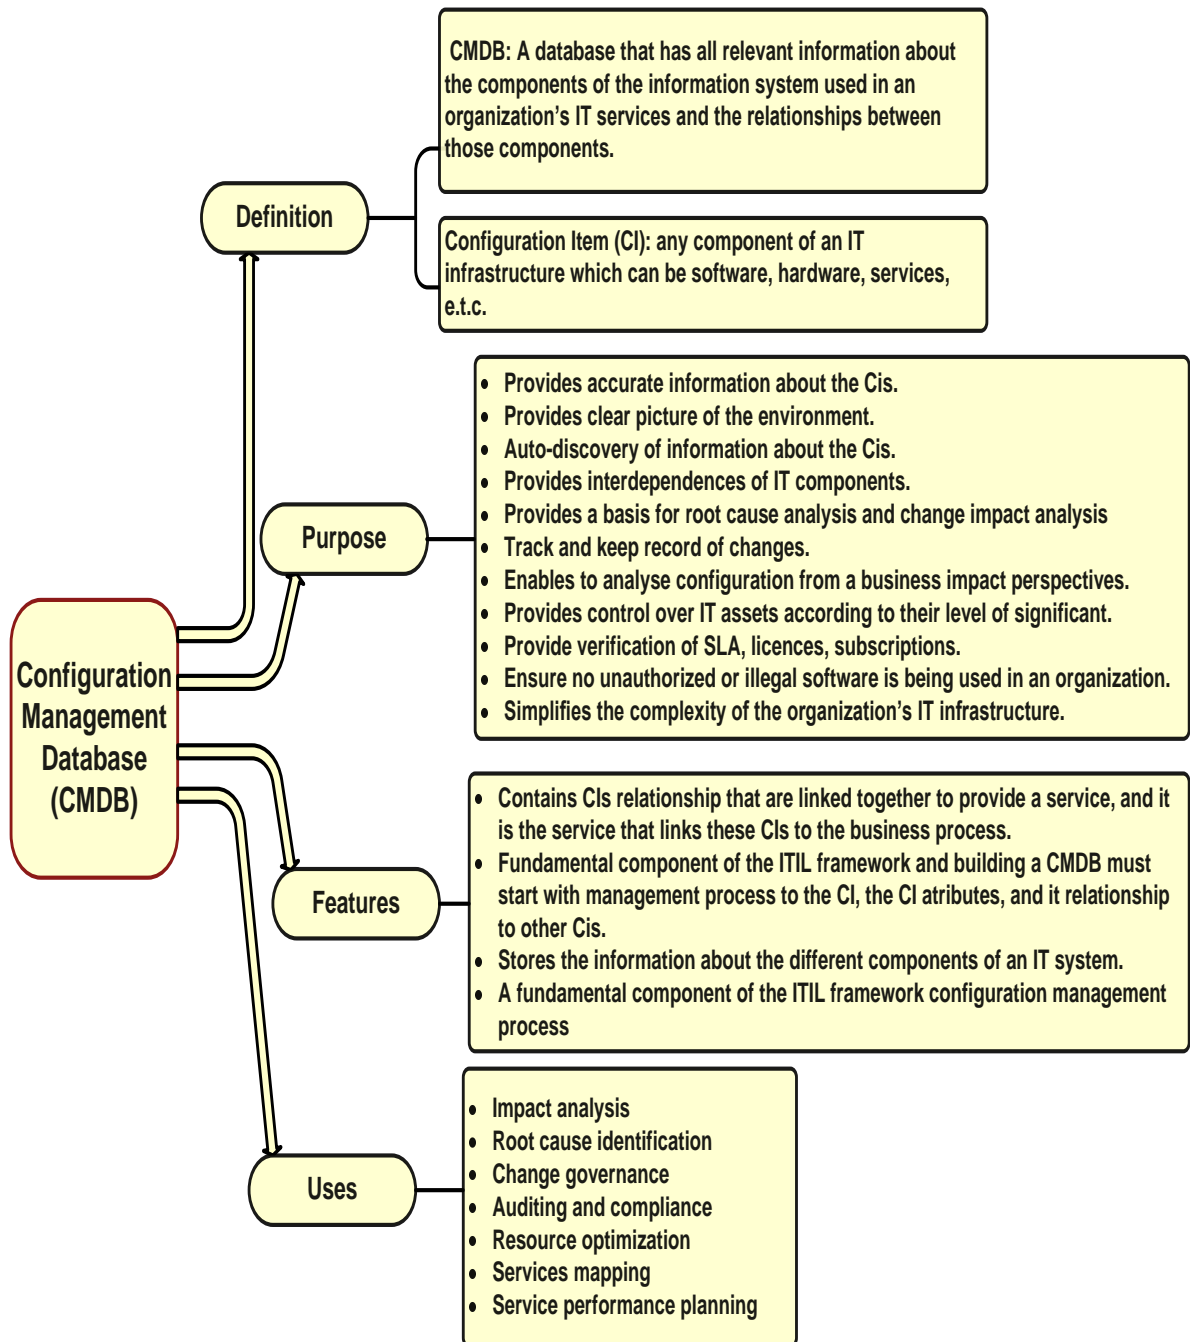 CMDB: A database that has all relevant information about
the components of the information system used in an
organization's IT services and the relationships between
those components.
Definition
Configuration Item (CI): any component of an IT
infrastructure which can be software, hardware, services,
e.t.c.
• Provides accurate information about the Cis.
• Provides clear picture of the environment.
• Auto-discovery of information about the Cis.
• Provides interdependences of IT components.
• Provides a basis for root cause analysis and change impact analysis
Purpose
• Track and keep record of changes.
• Enables to analyse configuration from a business impact perspectives.
• Provides control over IT assets according to their level of significant.
• Provide verification of SLA, licences, subscriptions.
• Ensure no unauthorized or illegal software is being used in an organization.
• Simplifies the complexity of the organization's IT infrastructure.
Configuration
Management
Database
(CMDB)
• Contains CIs relationship that are linked together to provide a service, and it
is the service that links these CIs to the business process.
• Fundamental component of the ITIL framework and building a CMDB must
start with management process to the CI, the CI atributes, and it relationship
to other Cis.
Features
• Stores the information about the different components of an IT system.
• A fundamental component of the ITIL framework configuration management
process
• Impact analysis
• Root cause identification
• Change governance
Uses
• Auditing and compliance
• Resource optimization
• Services mapping
• Service performance planning